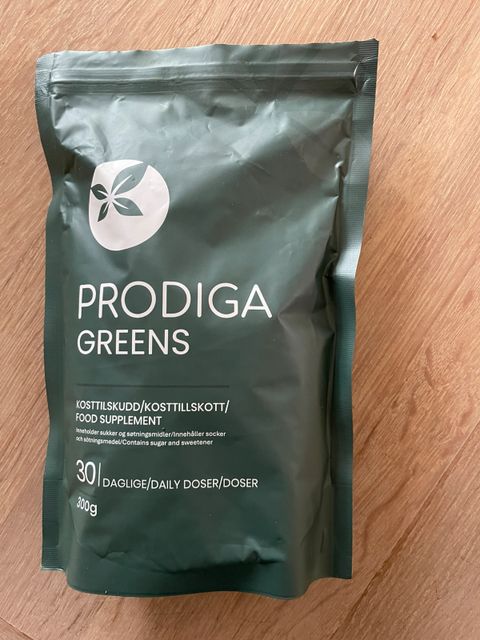 PRODIGA
GREENS
KOSTTILSKUDD/KOSTTILLSKOTT/
FOOD SUPPLEMENT
Inneholder sukker og søtningsmidler/Innehåller socker
och sötningsmedel/Contains sugar and sweetener
30| DAGLIGE/DAILY DOSER/DOSER
300g